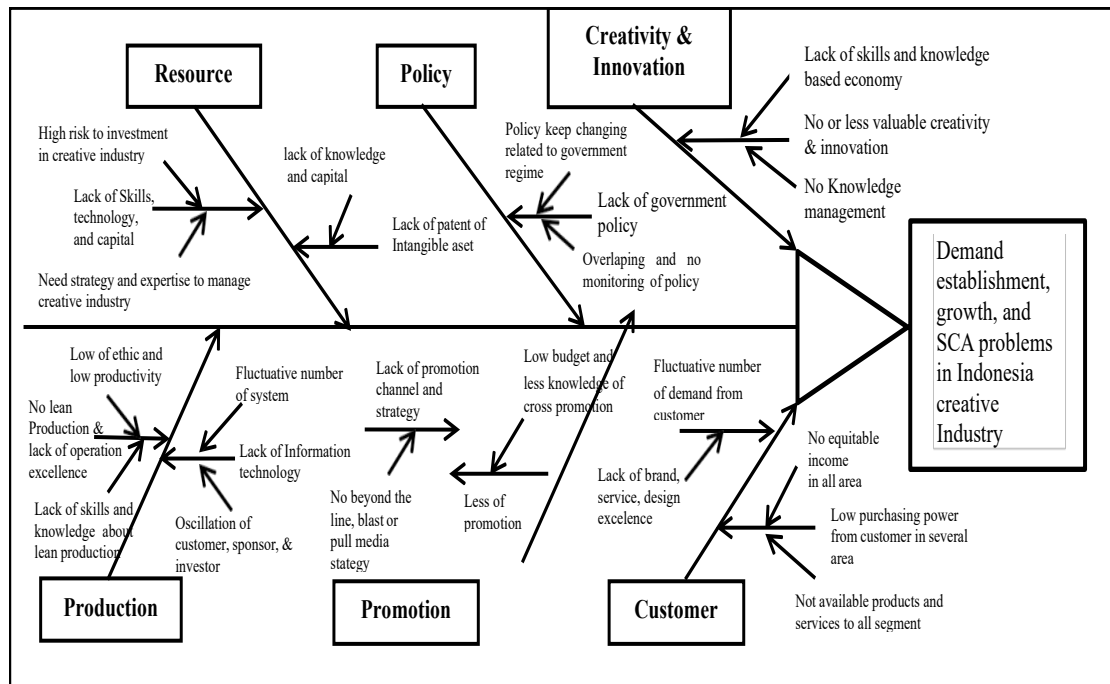 Resource
Policy
Creativity &
Innovation
High risk to investment
in creative industry
Lack of Skills,
technology,
and capital
Need strategy and expertise to manage
creative industry
lack of knowledge
and capital
Lack of patent of
Intangible aset
Policy keep changing
related to government
regime
Lack of government
policy
Overlaping and no
monitoring of policy
Lack of skills and knowledge
based economy
No or less valuable creativity
& innovation
No Knowledge
management
Demand
establishment,
growth, and
SCA problems
in Indonesia
creative
Industry
Low of ethic and
low productivity
No lean
Production &
lack of operation
excellence
Lack of skills and
knowledge about
lean production
Fluctuative number
of system
Lack of Information
technology
Oscillation of
customer, sponsor, &
investor
Lack of promotion
channel and
strategy
No beyond the
line, blast or
pull media
stategy
Low budget and
less knowledge of
cross promotion
Less of
promotion
Fluctuative number
of demand from
customer
Lack of brand,
service, design
excelence
No equitable
income
in all area
Low purchasing power
from customer in several
area
Not available products and
services to all segment
Production
Promotion
Customer